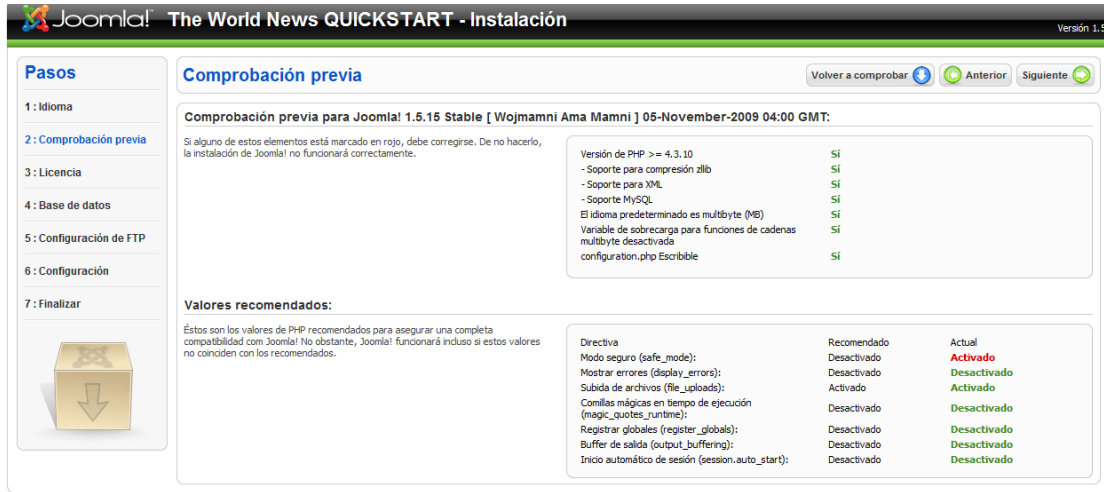 Joomla! The World News QUICKSTART - Instalación
Versión 1.5
Pasos
1 : Idioma
2 : Comprobación previa
3 : Licencia
4 : Base de datos
5 : Configuración de FTP
6 : Configuración
7 : Finalizar
Comprobación previa
Volver a comprobar
Anterior
Siguiente
Comprobación previa para Joomla! 1.5.15 Stable [ Wojmamni Ama Mamni ] 05-November-2009 04:00 GMT:
Si alguno de estos elementos está marcado en rojo, debe corregirse. De no hacerlo,
la instalación de Joomla! no funcionará correctamente.
Versión de PHP >= 4.3.10 Sí
- Soporte para compresión zllib Sí
- Soporte para XML Sí
- Soporte MySQL Sí
El idioma predeterminado es multibyte (MB) Sí
Variable de sobrecarga para funciones de cadenas Sí
multibyte desactivada
configuration.php Escribible Sí
Valores recomendados:
Éstos son los valores de PHP recomendados para asegurar una completa
compatibilidad com Joomla! No obstante, Joomla! funcionará incluso si estos valores
no coinciden con los recomendados.
Directiva Recomendado Actual
Modo seguro (safe_mode): Desactivado Activado
Mostrar errores (display_errors): Desactivado Desactivado
Subida de archivos (file_uploads): Activado Activado
Comillas mágicas en tiempo de ejecución
(magic_quotes_runtime): Desactivado Desactivado
Registrar globales (register_globals): Desactivado Desactivado
Buffer de salida (output_buffering): Desactivado Desactivado
Inicio automático de sesión (session.auto_start): Desactivado Desactivado